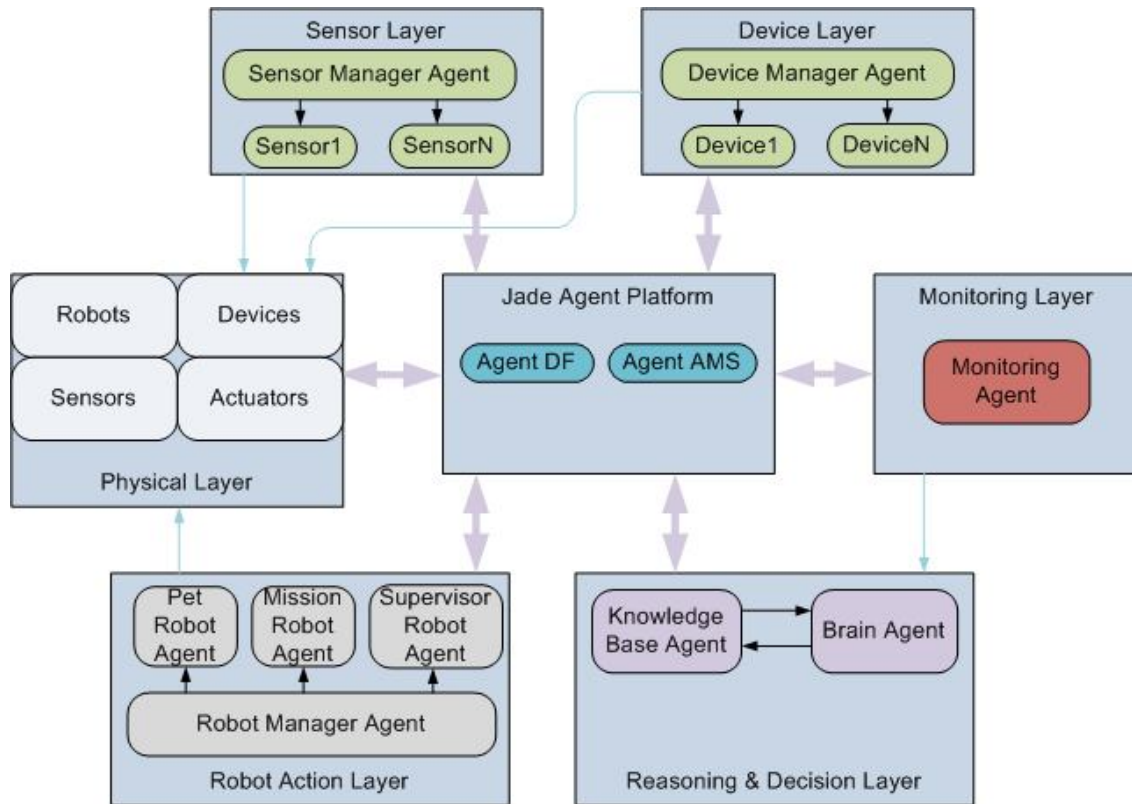 Sensor Layer
Sensor Manager Agent
Sensor1
SensorN
Device Layer
Device Manager Agent
Device1
DeviceN
Robots
Devices
Sensors
Actuators
Physical Layer
Jade Agent Platform
Agent DF
Agent AMS
Monitoring Layer
Monitoring
Agent
Pet
Robot
Agent
Mission
Robot
Agent
Supervisor
Robot
Agent
Robot Manager Agent
Robot Action Layer
Knowledge
Base Agent
Brain Agent
Reasoning & Decision Layer